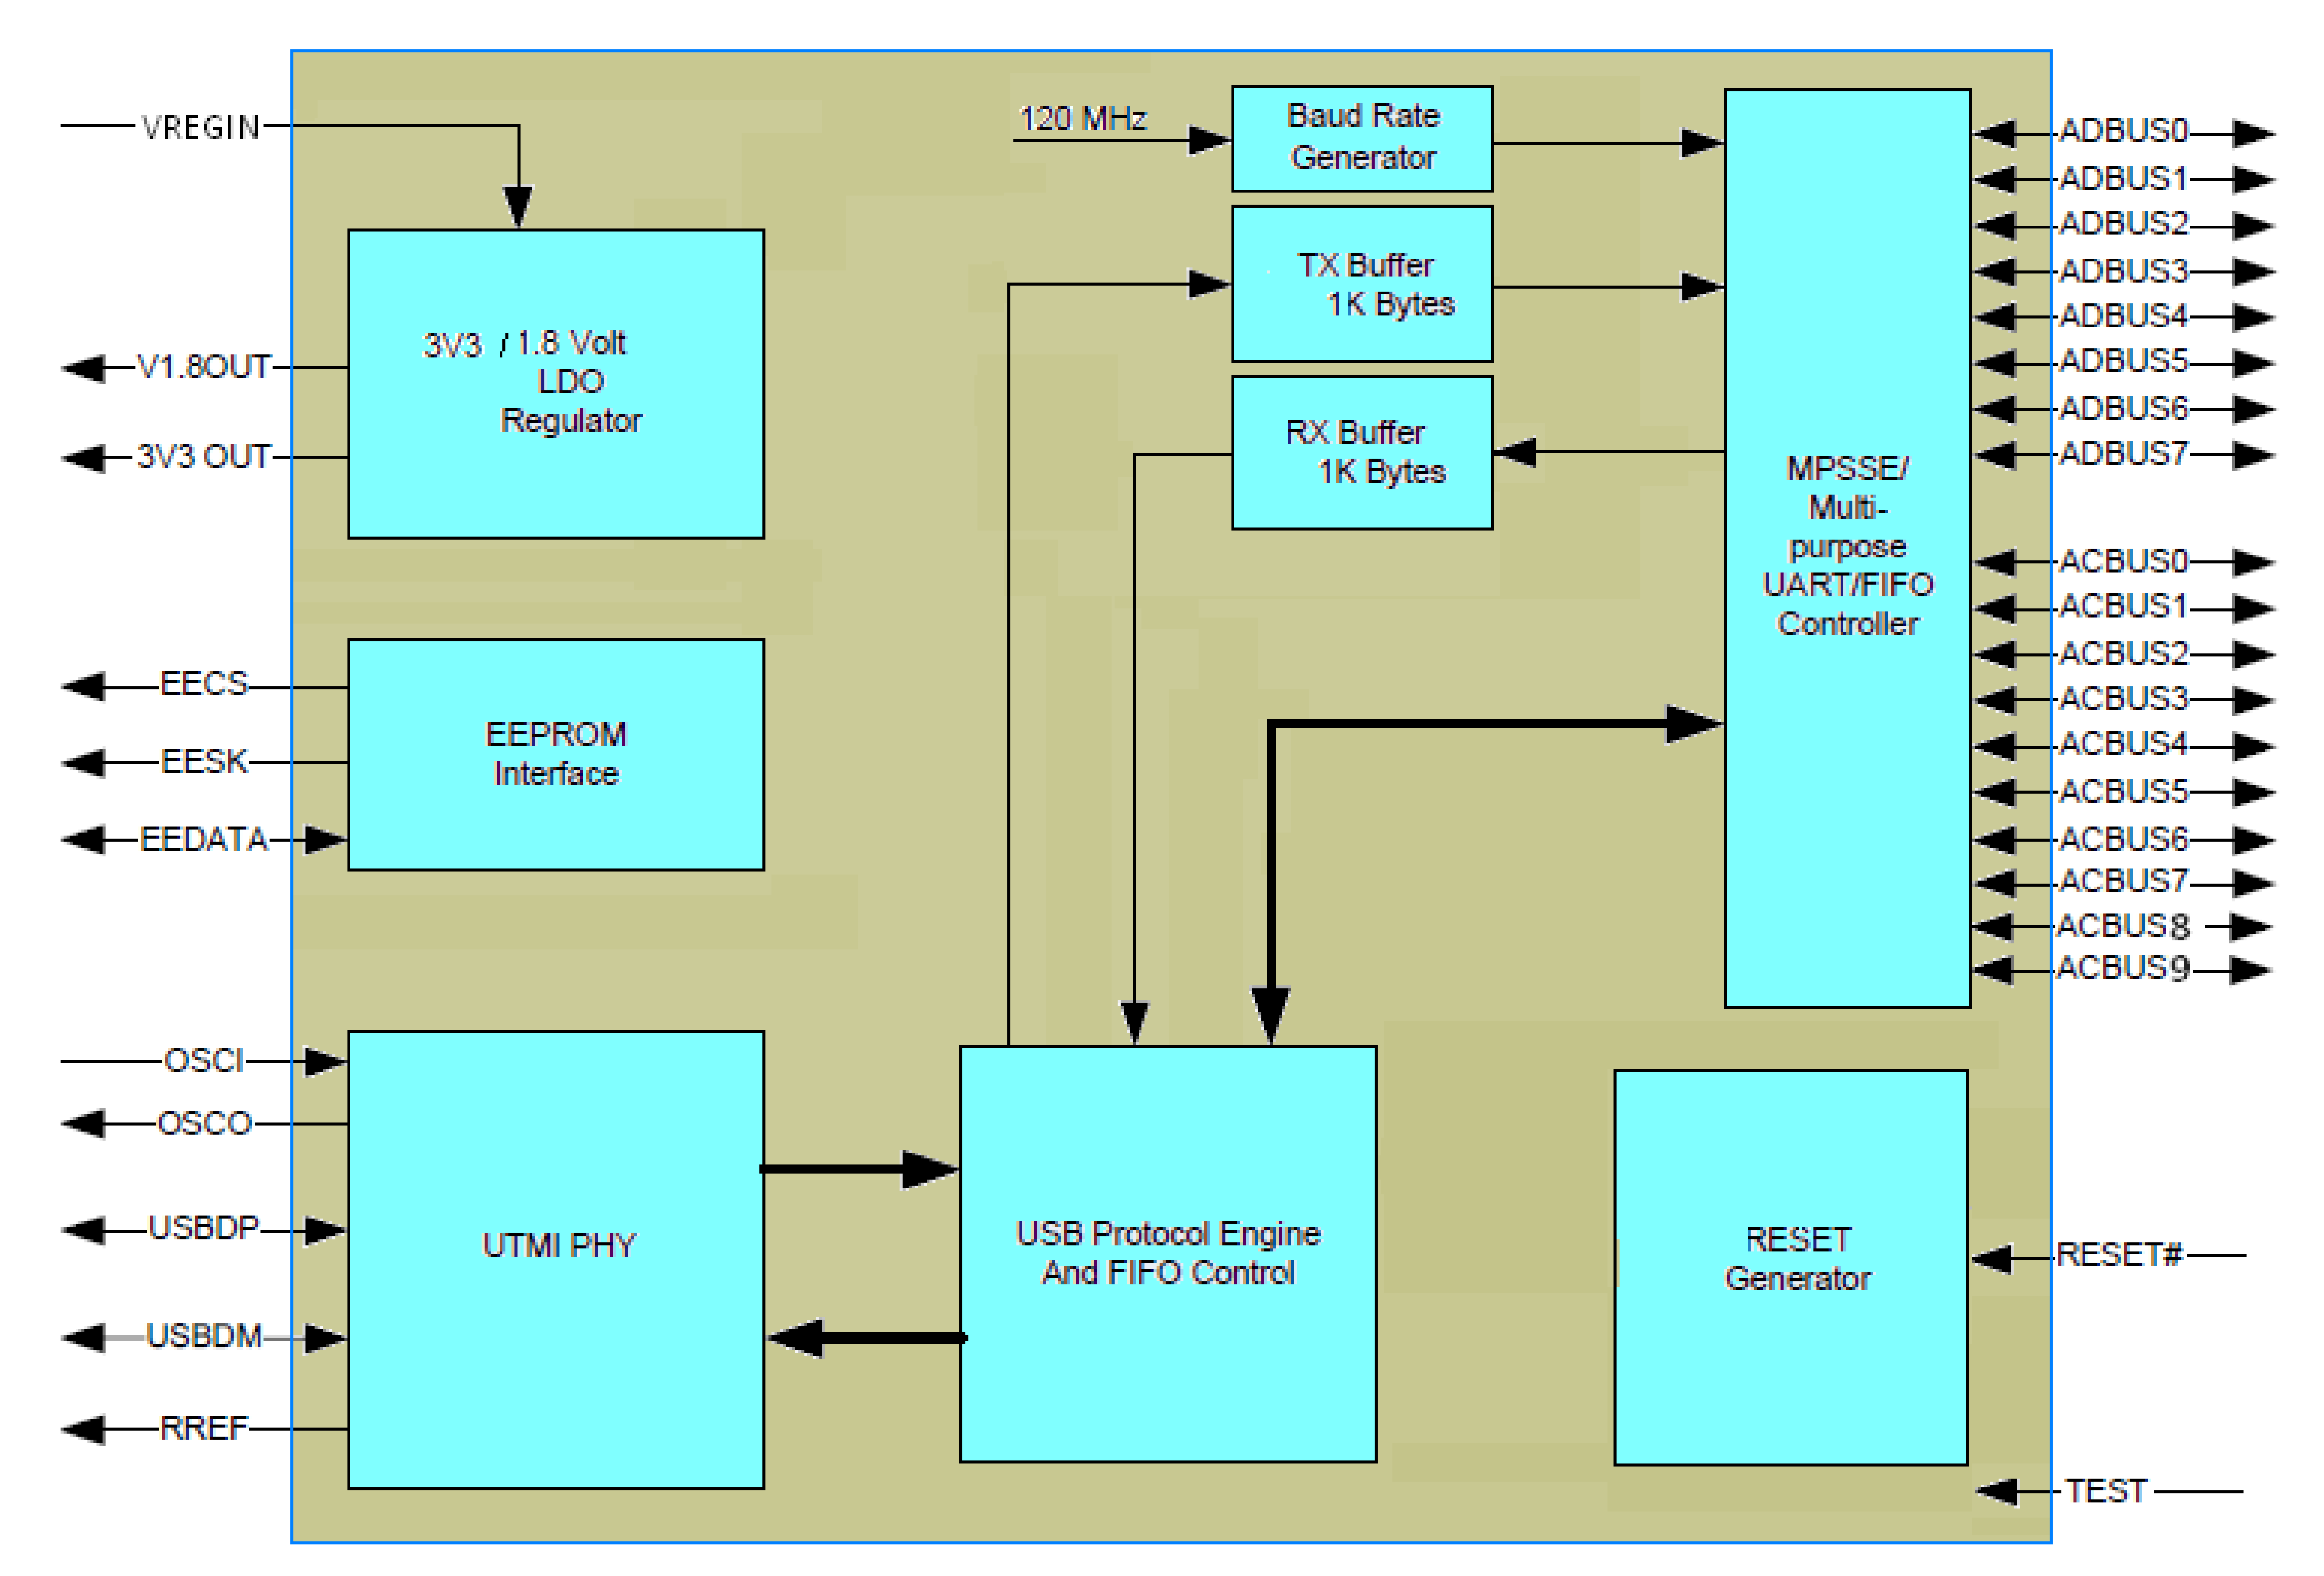 VREGIN
V1.8OUT
3V3 OUT
3V3 / 1.8 Volt
LDO
Regulator
EECS
EESK
EEDATA
EEPROM
Interface
OSCI
OSCO
USBDP
USBDM
RREF
UTMI PHY
120 MHz
Baud Rate
Generator
TX Buffer
1K Bytes
RX Buffer
1K Bytes
USB Protocol Engine
And FIFO Control
MPSSE/
Multi-
purpose
UART/FIFO
Controller
RESET
Generator
ADBUS0
ADBUS1
ADBUS2
ADBUS3
ADBUS4
ADBUS5
ADBUS6
ADBUS7
ACBUS0
ACBUS1
ACBUS2
ACBUS3
ACBUS4
ACBUS5
ACBUS6
ACBUS7
ACBUS8
ACBUS9
RESET#
TEST